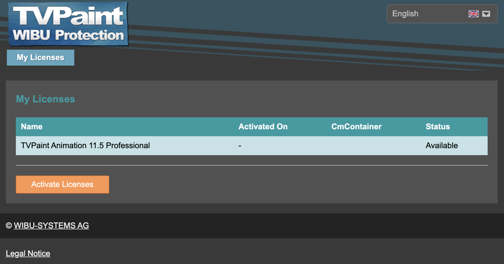 TVPaint
WIBU Protection
English
My Licenses
My Licenses
Name Activated On CmContainer Status
TVPaint Animation 11.5 Professional - Available
Activate Licenses
© WIBU-SYSTEMS AG
Legal Notice